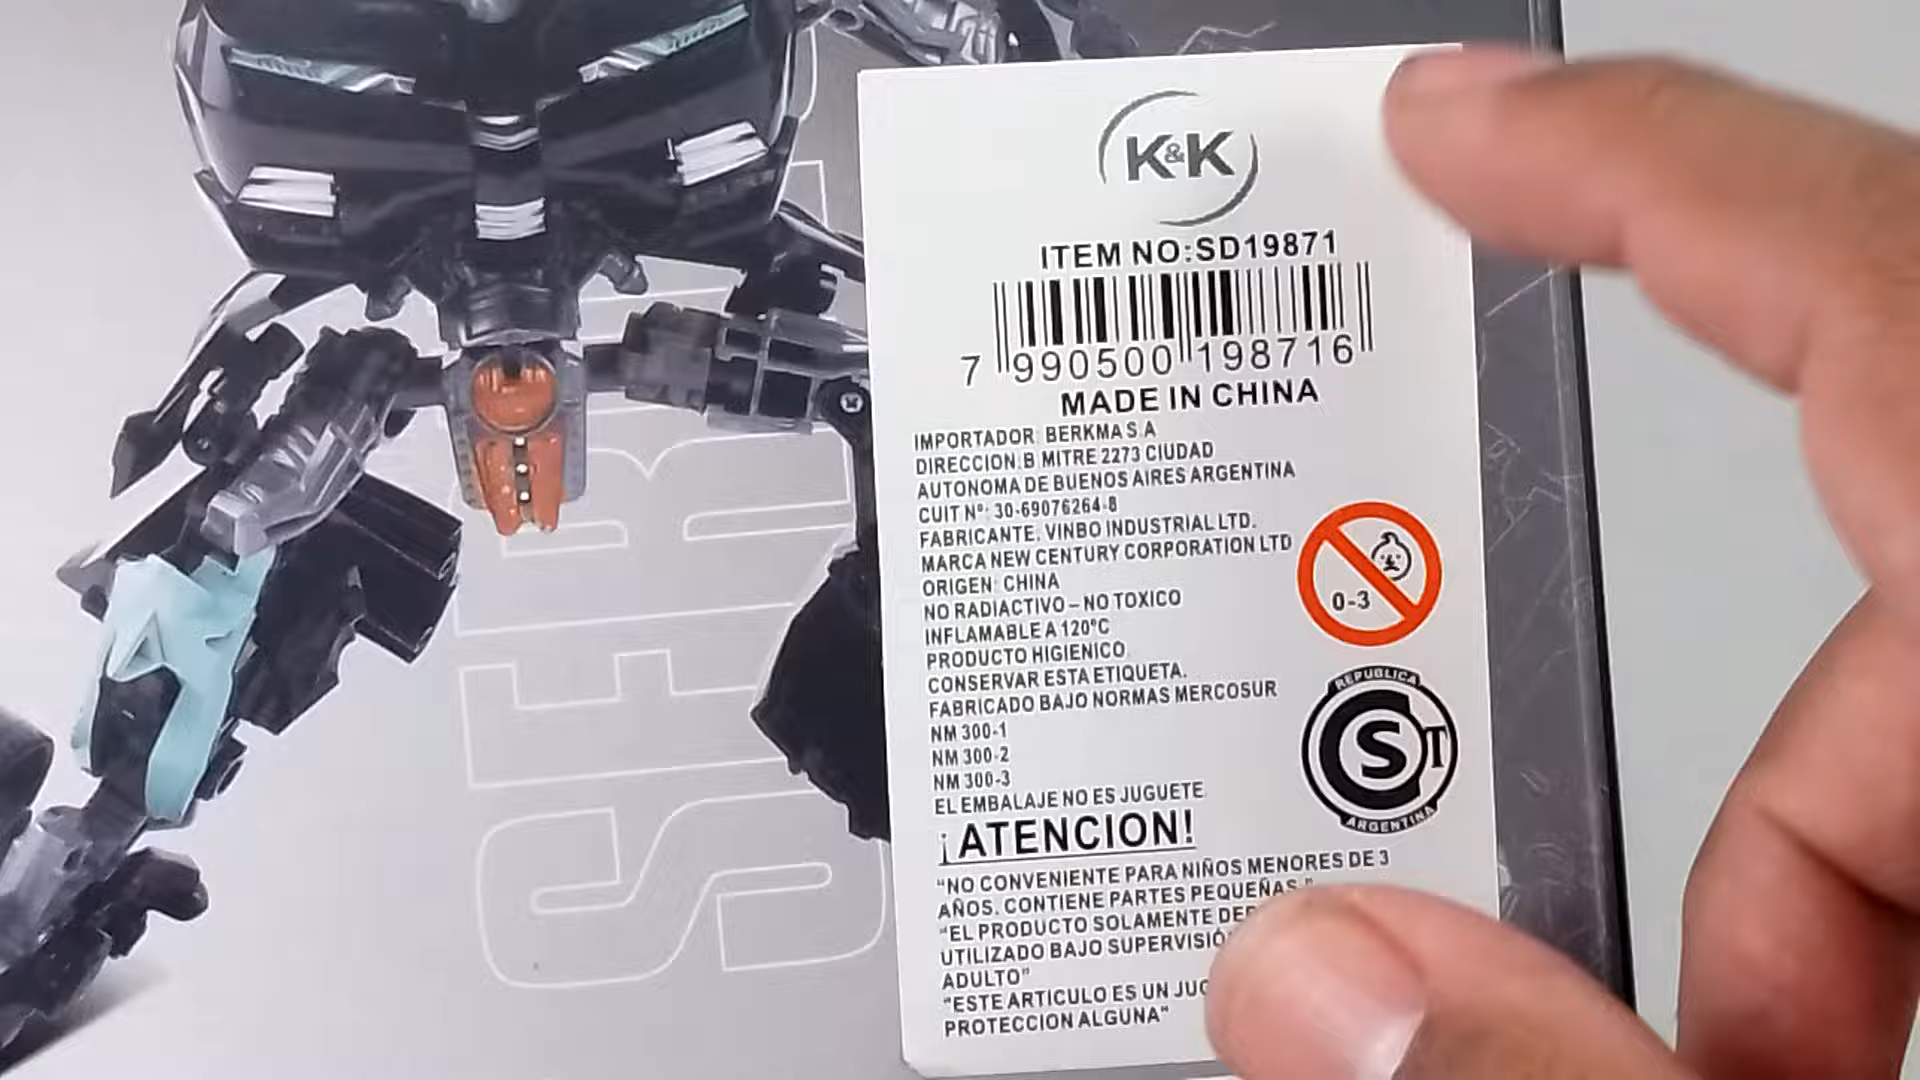 K&K
ITEM NO:SD19871
7 990500 198716
MADE IN CHINA
IMPORTADOR: BERKMA S.A
DIRECCION:B MITRE 2273 CIUDAD
AUTONOMA DE BUENOS AIRES ARGENTINA
CUIT Nº: 30-69076264-8
FABRICANTE. VINBO INDUSTRIAL LTD.
MARCA NEW CENTURY CORPORATION LTD
ORIGEN: CHINA
NO RADIACTIVO – NO TOXICO
INFLAMABLE A 120ºC
PRODUCTO HIGIENICO.
CONSERVAR ESTA ETIQUETA.
FABRICADO BAJO NORMAS MERCOSUR
NM 300-1
NM 300-2
NM 300-3
EL EMBALAJE NO ES JUGUETE
0-3
REPUBLICA
S T
ARGENTINA
¡ATENCION!
"NO CONVENIENTE PARA NIÑOS MENORES DE 3
AÑOS. CONTIENE PARTES PEQUEÑAS."
"EL PRODUCTO SOLAMENTE
UTILIZADO BAJO
ADULTO"
"ESTE ARTICULO ES UN
PROTECCION ALGUNA"